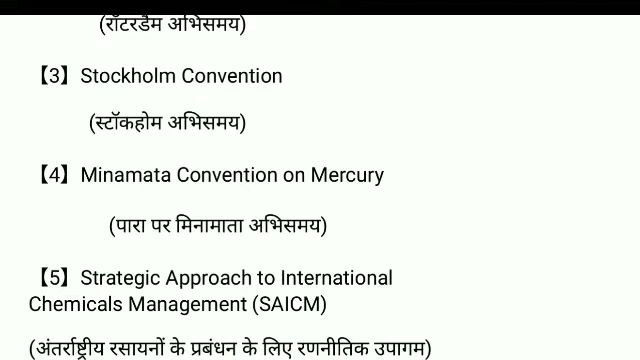 (रॉटरडैम अभिसमय)
【3】 Stockholm Convention
(स्टॉकहोम अभिसमय)
【4】 Minamata Convention on Mercury
(पारा पर मिनामाता अभिसमय)
【5】 Strategic Approach to International
Chemicals Management (SAICM)
(अंतर्राष्ट्रीय रसायनों के प्रबंधन के लिए रणनीतिक उपागम)